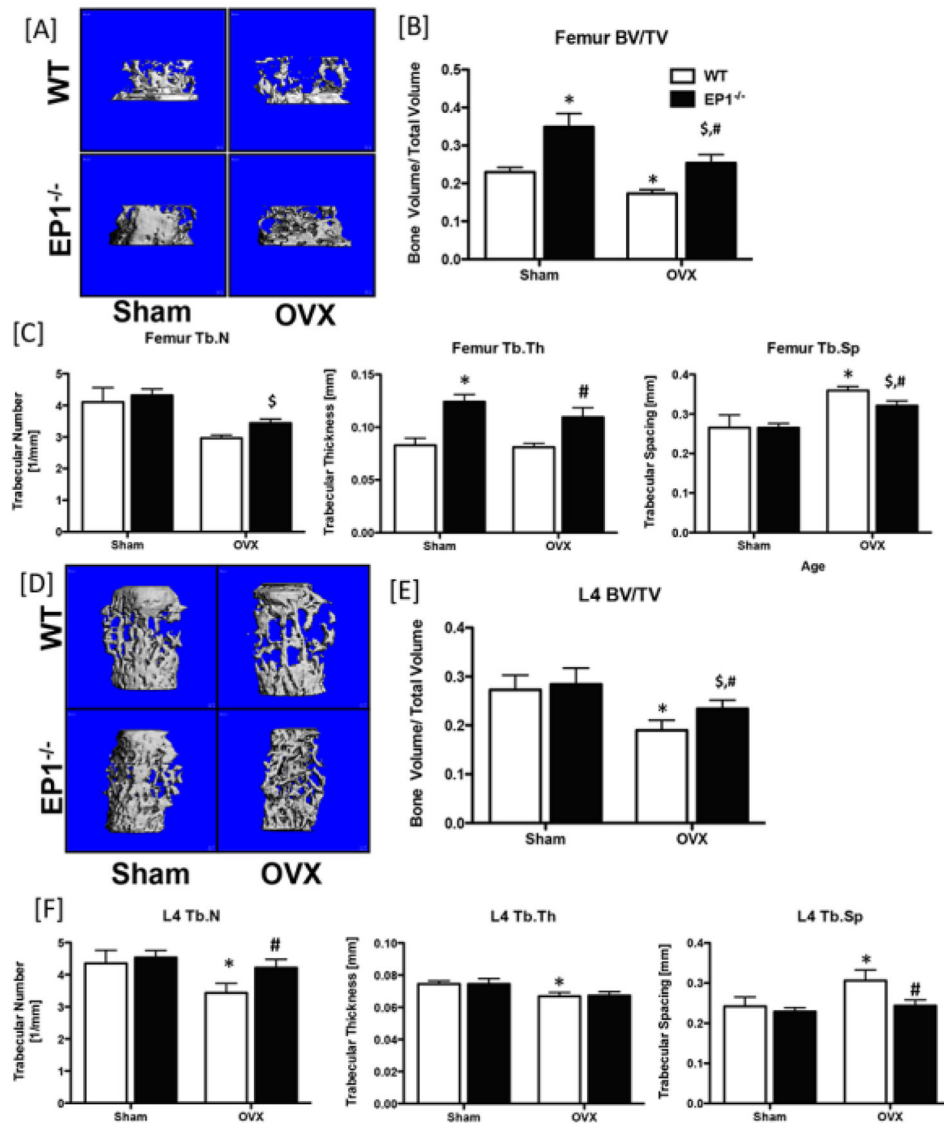 [A]
WT
EP1-/-
Sham
OVX
[B]
Femur BV/TV
Bone Volume/ Total Volume
0.5
0.4
0.3
0.2
0.1
0.0
WT
EP1-/-
*
*
$,#
Sham
OVX
[C]
Femur Tb.N
Trabecular Number
[1/mm]
5
4
3
2
1
0
$
Sham
OVX
Femur Tb.Th
Trabecular Thickness [mm]
0.15
0.10
0.05
0.00
*
#
Sham
OVX
Femur Tb.Sp
Trabecular Spacing [mm]
0.4
0.3
0.2
0.1
0.0
*
$,#
Sham
OVX
Age
[D]
WT
EP1-/-
Sham
OVX
[E]
L4 BV/TV
Bone Volume/ Total Volume
0.4
0.3
0.2
0.1
0.0
*
$,#
Sham
OVX
[F]
L4 Tb.N
Trabecular Number
[1/mm]
5
4
3
2
1
0
*
#
Sham
OVX
L4 Tb.Th
Trabecular Thickness [mm]
0.10
0.08
0.06
0.04
0.02
0.00
*
Sham
OVX
L4 Tb.Sp
Trabecular Spacing [mm]
0.4
0.3
0.2
0.1
0.0
*
#
Sham
OVX